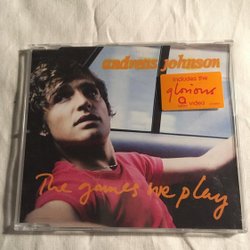 andreas johnson
includes the
glorious
video
The games we play